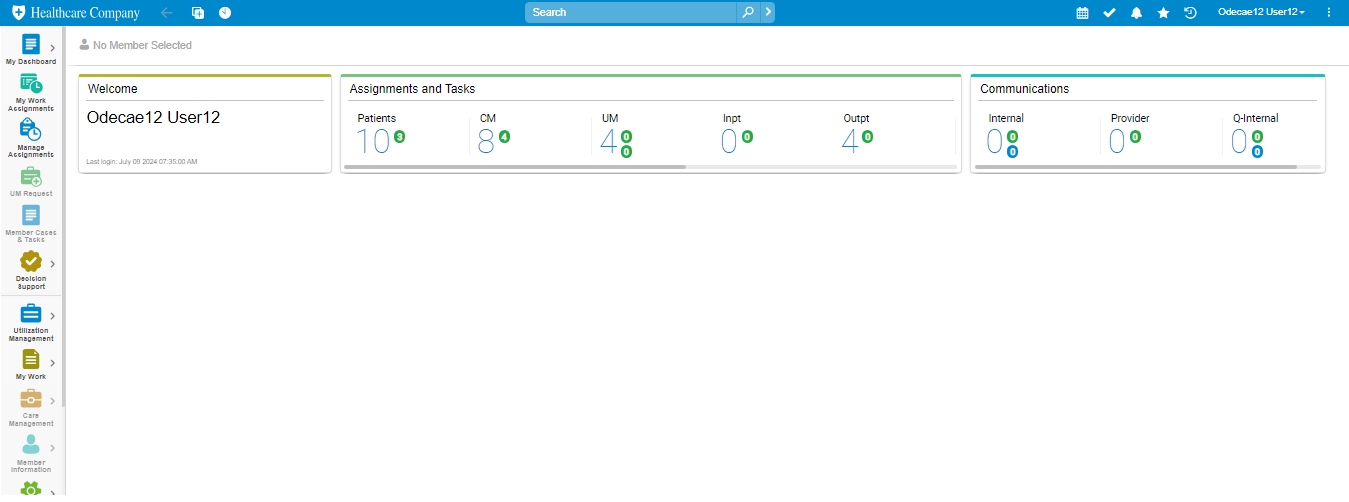 Healthcare Company
Search
Odecae12 User12
My Dashboard
My Work
Assignments
Manage
Assignments
UM Request
Member Cases
& Tasks
Decision
Support
Utilization
Management
My Work
Care
Management
Member
Information
No Member Selected
Welcome
Odecae12 User12
Last login: July 09 2024 07:35:00 AM
Assignments and Tasks
Patients CM UM Inpt Outpt
10 3 8 4 4 0 0 0 4 0
0
Communications
Internal Provider Q-Internal
0 0 0 0 0 0
0 0